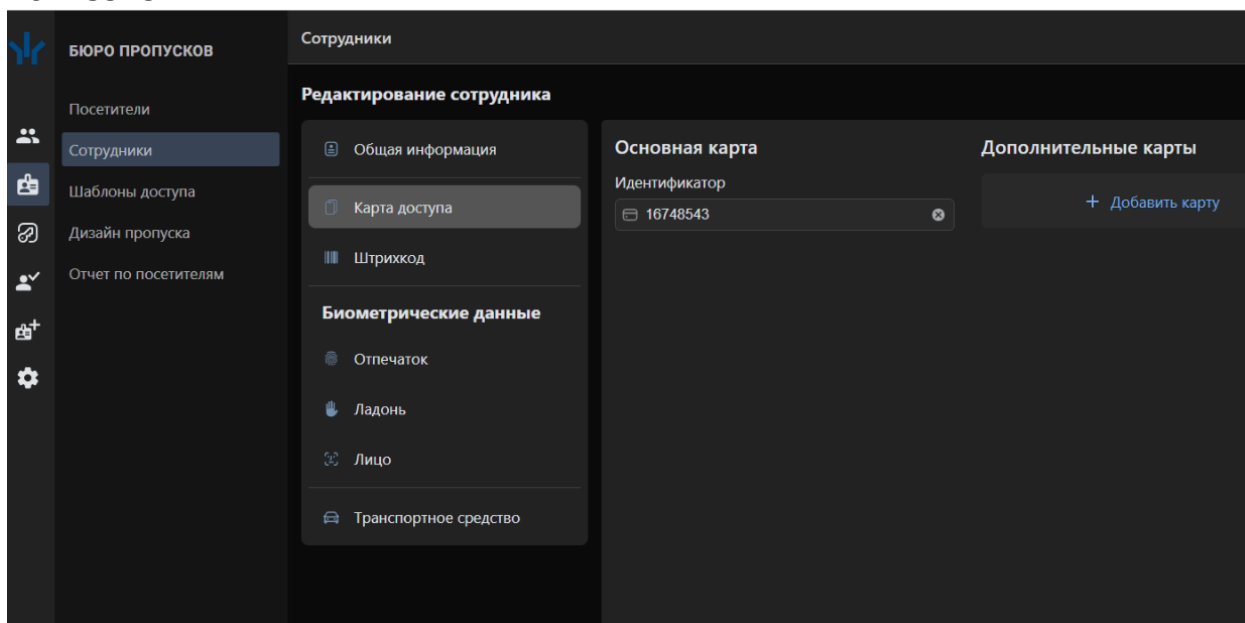 БЮРО ПРОПУСКОВ
Посетители
Сотрудники
Шаблоны доступа
Дизайн пропуска
Отчет по посетителям
Сотрудники
Редактирование сотрудника
Общая информация
Карта доступа
Штрихкод
Биометрические данные
Отпечаток
Ладонь
Лицо
Транспортное средство
Основная карта
Идентификатор
16748543
Дополнительные карты
+ Добавить карту